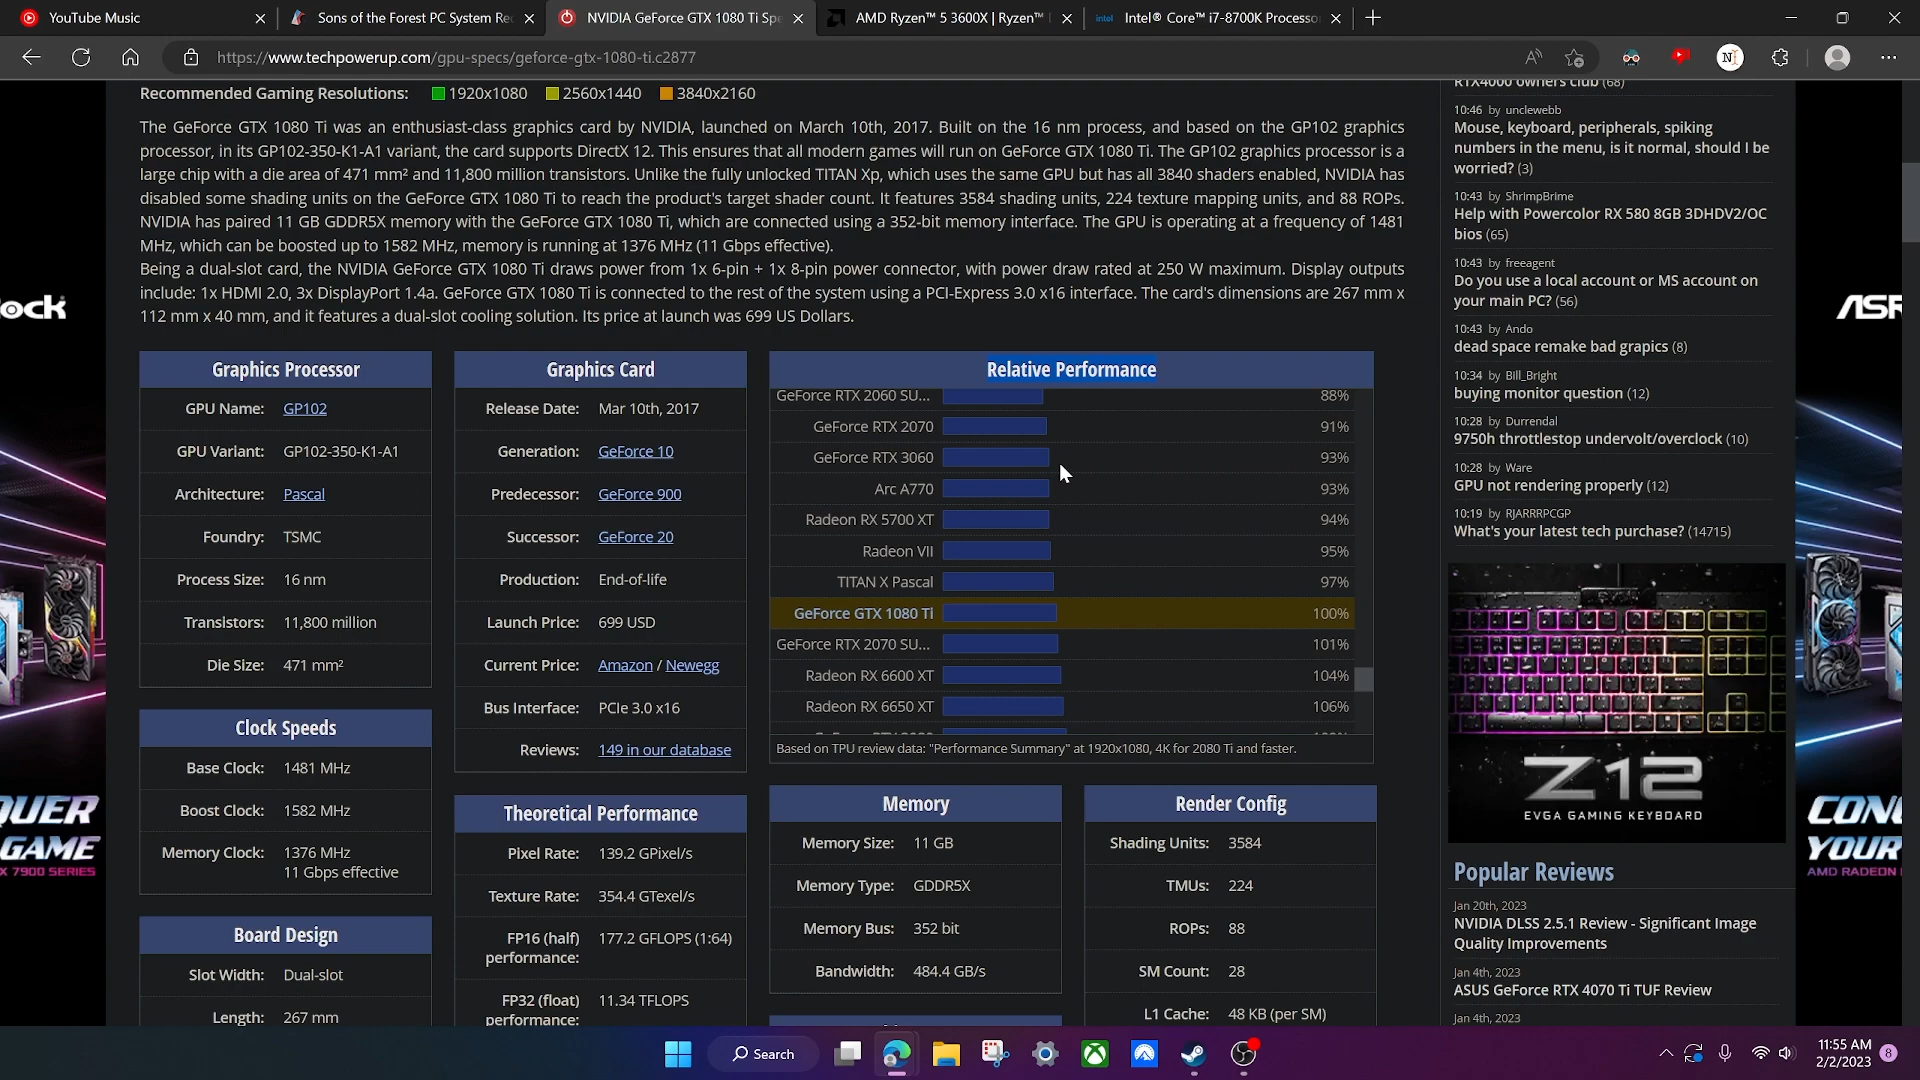 YouTube Music
Sons of the Forest PC System Re
NVIDIA GeForce GTX 1080 Ti Spe
AMD Ryzen™ 5 3600X | Ryzen™
intel Intel® Core™ i7-8700K Processo
https://www.techpowerup.com/gpu-specs/geforce-gtx-1080-ti.c2877
Recommended Gaming Resolutions: 1920x1080 2560x1440 3840x2160
The GeForce GTX 1080 Ti was an enthusiast-class graphics card by NVIDIA, launched on March 10th, 2017. Built on the 16 nm process, and based on the GP102 graphics
processor, in its GP102-350-K1-A1 variant, the card supports DirectX 12. This ensures that all modern games will run on GeForce GTX 1080 Ti. The GP102 graphics processor is a
large chip with a die area of 471 mm² and 11,800 million transistors. Unlike the fully unlocked TITAN Xp, which uses the same GPU but has all 3840 shaders enabled, NVIDIA has
disabled some shading units on the GeForce GTX 1080 Ti to reach the product's target shader count. It features 3584 shading units, 224 texture mapping units, and 88 ROPs.
NVIDIA has paired 11 GB GDDR5X memory with the GeForce GTX 1080 Ti, which are connected using a 352-bit memory interface. The GPU is operating at a frequency of 1481
MHz, which can be boosted up to 1582 MHz, memory is running at 1376 MHz (11 Gbps effective).
Being a dual-slot card, the NVIDIA GeForce GTX 1080 Ti draws power from 1x 6-pin + 1x 8-pin power connector, with power draw rated at 250 W maximum. Display outputs
include: 1x HDMI 2.0, 3x DisplayPort 1.4a. GeForce GTX 1080 Ti is connected to the rest of the system using a PCI-Express 3.0 x16 interface. The card's dimensions are 267 mm x
112 mm x 40 mm, and it features a dual-slot cooling solution. Its price at launch was 699 US Dollars.
Graphics Processor
GPU Name: GP102
GPU Variant: GP102-350-K1-A1
Architecture: Pascal
Foundry: TSMC
Process Size: 16 nm
Transistors: 11,800 million
Die Size: 471 mm²
Clock Speeds
Base Clock: 1481 MHz
Boost Clock: 1582 MHz
Memory Clock: 1376 MHz
11 Gbps effective
Board Design
Slot Width: Dual-slot
Length: 267 mm
Graphics Card
Release Date: Mar 10th, 2017
Generation: GeForce 10
Predecessor: GeForce 900
Successor: GeForce 20
Production: End-of-life
Launch Price: 699 USD
Current Price: Amazon / Newegg
Bus Interface: PCIe 3.0 x16
Reviews: 149 in our database
Theoretical Performance
Pixel Rate: 139.2 GPixel/s
Texture Rate: 354.4 GTexel/s
FP16 (half) 177.2 GFLOPS (1:64)
performance:
FP32 (float) 11.34 TFLOPS
performance:
Relative Performance
GeForce RTX 2060 SU... 88%
GeForce RTX 2070 91%
GeForce RTX 3060 93%
Arc A770 93%
Radeon RX 5700 XT 94%
Radeon VII 95%
TITAN X Pascal 97%
GeForce GTX 1080 Ti 100%
GeForce RTX 2070 SU... 101%
Radeon RX 6600 XT 104%
Radeon RX 6650 XT 106%
Based on TPU review data: "Performance Summary" at 1920x1080, 4K for 2080 Ti and faster.
Memory
Memory Size: 11 GB
Memory Type: GDDR5X
Memory Bus: 352 bit
Bandwidth: 484.4 GB/s
Render Config
Shading Units: 3584
TMUs: 224
ROPs: 88
SM Count: 28
L1 Cache: 48 KB (per SM)
RTX4000 owners club (68)
10:46 by unclewebb
Mouse, keyboard, peripherals, spiking
numbers in the menu, is it normal, should I be
worried? (3)
10:43 by ShrimpBrime
Help with Powercolor RX 580 8GB 3DHDV2/OC
bios (65)
10:43 by freeagent
Do you use a local account or MS account on
your main PC? (56)
10:43 by Ando
dead space remake bad grapics (8)
10:34 by Bill_Bright
buying monitor question (12)
10:28 by Durrendal
9750h throttlestop undervolt/overclock (10)
10:28 by Ware
GPU not rendering properly (12)
10:19 by RJARRRPCGP
What's your latest tech purchase? (14715)
Z12
EVGA GAMING KEYBOARD
Popular Reviews
Jan 20th, 2023
NVIDIA DLSS 2.5.1 Review - Significant Image
Quality Improvements
Jan 4th, 2023
ASUS GeForce RTX 4070 Ti TUF Review
Jan 4th, 2023
ock
QUER
GAME
X 7900 SERIES
ASR
CON
YOUR
AMD RADEON
Search
11:55 AM
2/2/2023
8